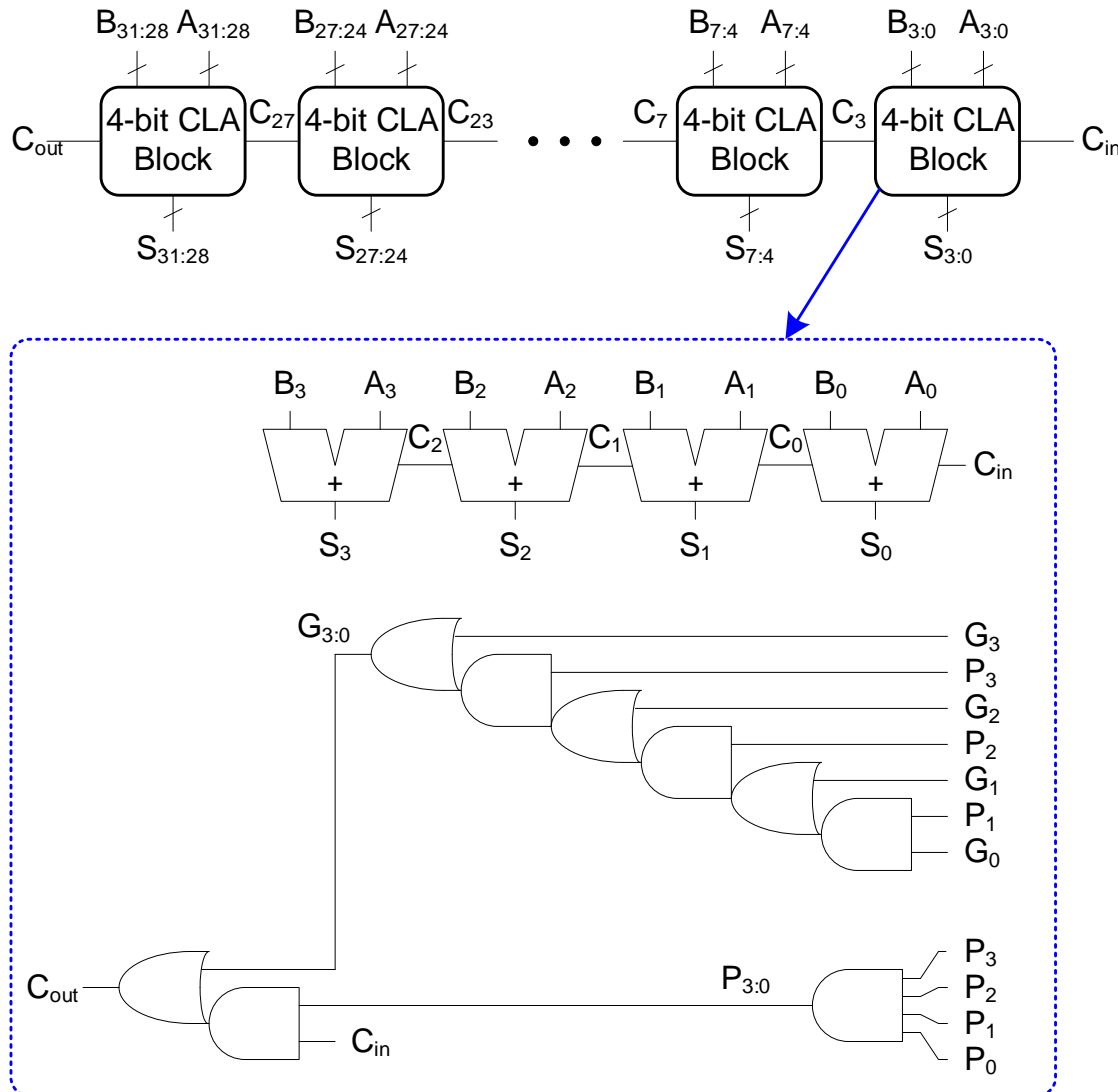 B31:28 A31:28 B27:24 A27:24 B7:4 A7:4 B3:0 A3:0
Cout 4-bit CLA Block C27 4-bit CLA Block C23 • • • C7 4-bit CLA Block C3 4-bit CLA Block Cin
S31:28 S27:24 S7:4 S3:0
B3 A3 B2 A2 B1 A1 B0 A0
C2 C1 C0 Cin
+ + + +
S3 S2 S1 S0
G3:0 G3
P3
G2
P2
G1
P1
G0
P3
Cout P3:0 P2
P1
Cin P0